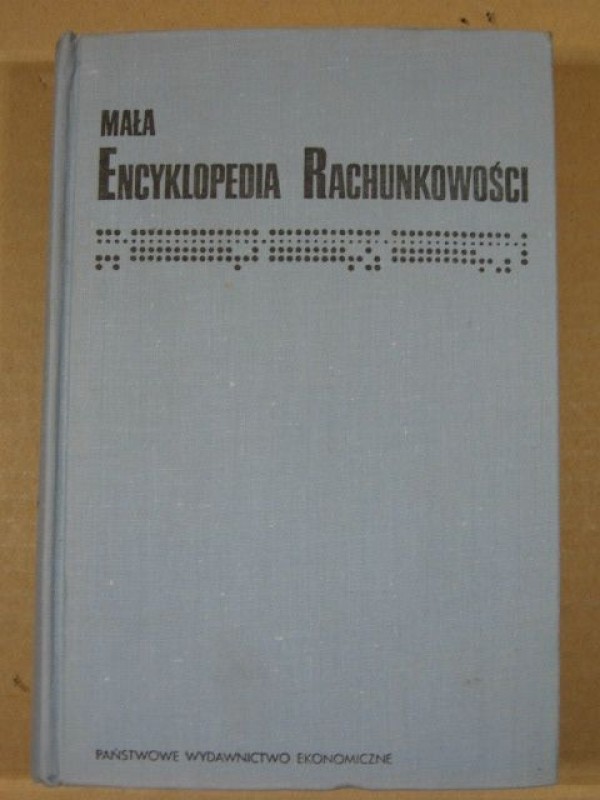 MAŁA
ENCYKLOPEDIA RACHUNKOWOŚCI
PAŃSTWOWE WYDAWNICTWO EKONOMICZNE